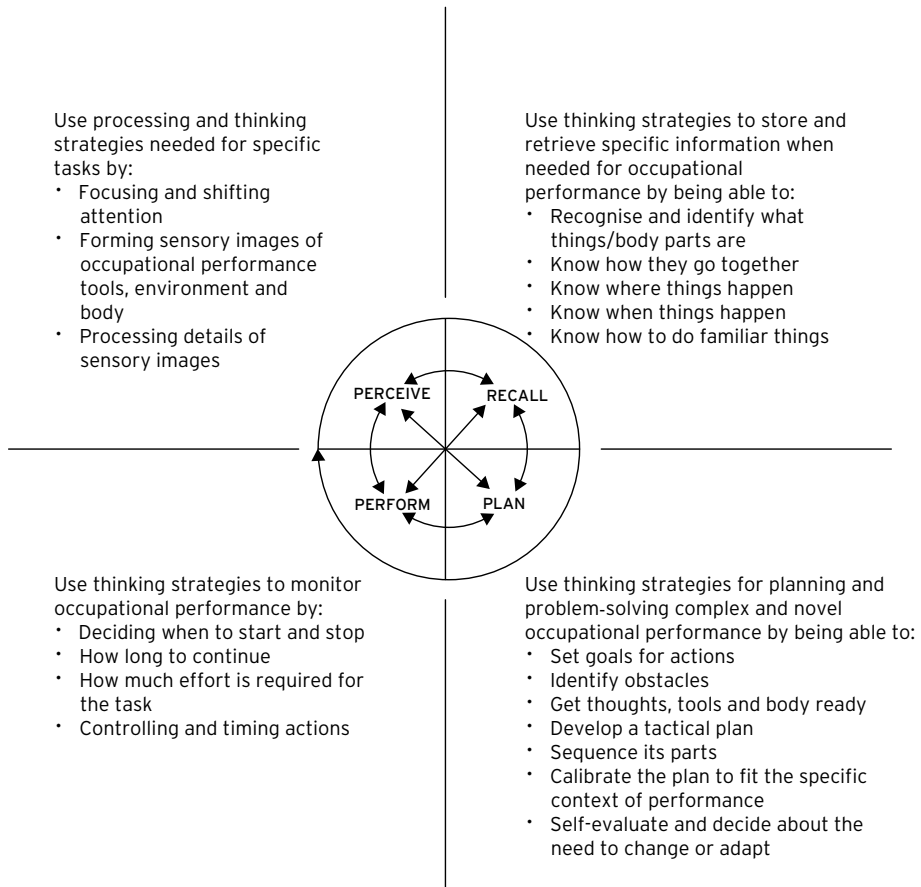 Use processing and thinking
strategies needed for specific
tasks by:
· Focusing and shifting
attention
· Forming sensory images of
occupational performance
tools, environment and
body
· Processing details of
sensory images
Use thinking strategies to store and
retrieve specific information when
needed for occupational
performance by being able to:
· Recognise and identify what
things/body parts are
· Know how they go together
· Know where things happen
· Know when things happen
· Know how to do familiar things
PERCEIVE
RECALL
PERFORM
PLAN
Use thinking strategies to monitor
occupational performance by:
· Deciding when to start and stop
· How long to continue
· How much effort is required for
the task
· Controlling and timing actions
Use thinking strategies for planning and
problem-solving complex and novel
occupational performance by being able to:
· Set goals for actions
· Identify obstacles
· Get thoughts, tools and body ready
· Develop a tactical plan
· Sequence its parts
· Calibrate the plan to fit the specific
context of performance
· Self-evaluate and decide about the
need to change or adapt